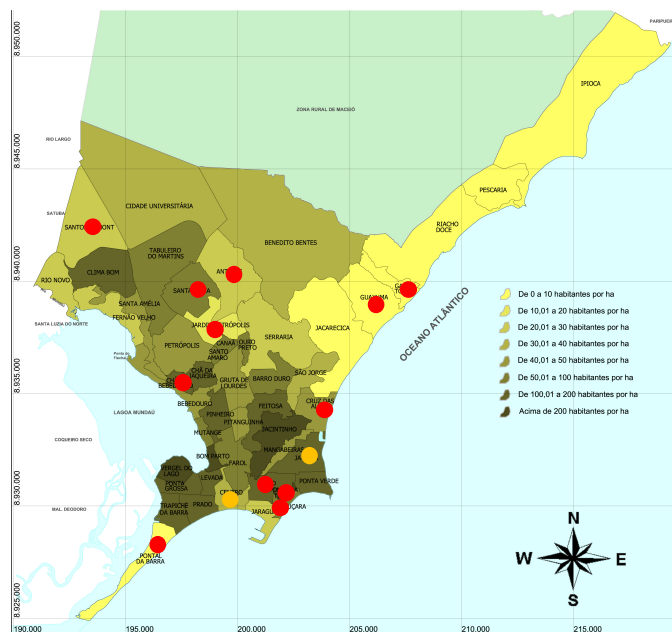 PARIPUEIRA
8.950.000
IPIOCA
ZONA RURAL DE MACEIÓ
RIO LARGO
8.945.000
PESCARIA
CIDADE UNIVERSITÁRIA
SATUBA
RIACHO
DOCE
BENEDITO BENTES
TABULEIRO
DO MARTINS
CLIMA BOM
8.940.000
RIO NOVO
SANTA AMÉLIA
FERNÃO VELHO
SANTA LUZIA DO NORTE
OCEANO ATLÂNTICO
JACARECICA
De 0 a 10 habitantes por ha
De 10,01 a 20 habitantes por ha
De 20,01 a 30 habitantes por ha
De 30,01 a 40 habitantes por ha
De 40,01 a 50 habitantes por ha
De 50,01 a 100 habitantes por ha
De 100,01 a 200 habitantes por ha
Acima de 200 habitantes por ha
SERRARIA
PETRÓPOLIS
CANAÃ
OURO
PRETO
SANTO
AMARO
8.935.000
CHÃ DA
JAQUEIRA
BARRO DURO
SÃO JORGE
GRUTA DE
LOURDES
LAGOA MUNDAÚ
BEBEDOURO
PINHEIRO
FEITOSA
PITANGUINHA
MUTANGE
JACINTINHO
COQUEIRO SECO
MANGABEIRAS
BOM PARTO
FAROL
VERGEL DO
LAGO
PONTA
GROSSA
LEVADA
PONTA VERDE
8.930.000
MAL. DEODORO
TRAPICHE
DA BARRA
PRADO
PONTAL
DA BARRA
N
W
E
S
8.925.000
190.000
195.000
200.000
205.000
210.000
215.000